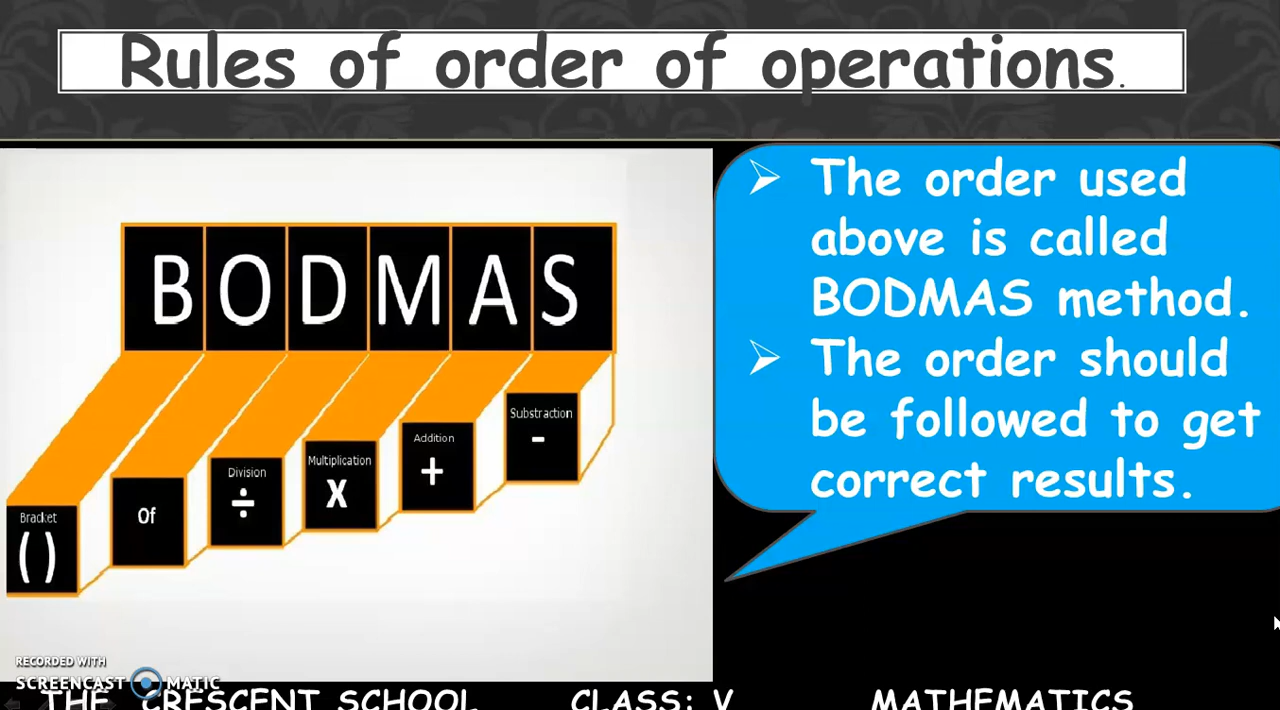 Rules of order of operations.
BODMAS
Bracket
()
Of
Division
÷
Multiplication
x
Addition
+
Substraction
-
➢ The order used
above is called
BODMAS method.
➢ The order should
be followed to get
correct results.
RECORDED WITH
SCREENCAST MATIC
THE CRESCENT SCHOOL CLASS: V MATHEMATICS